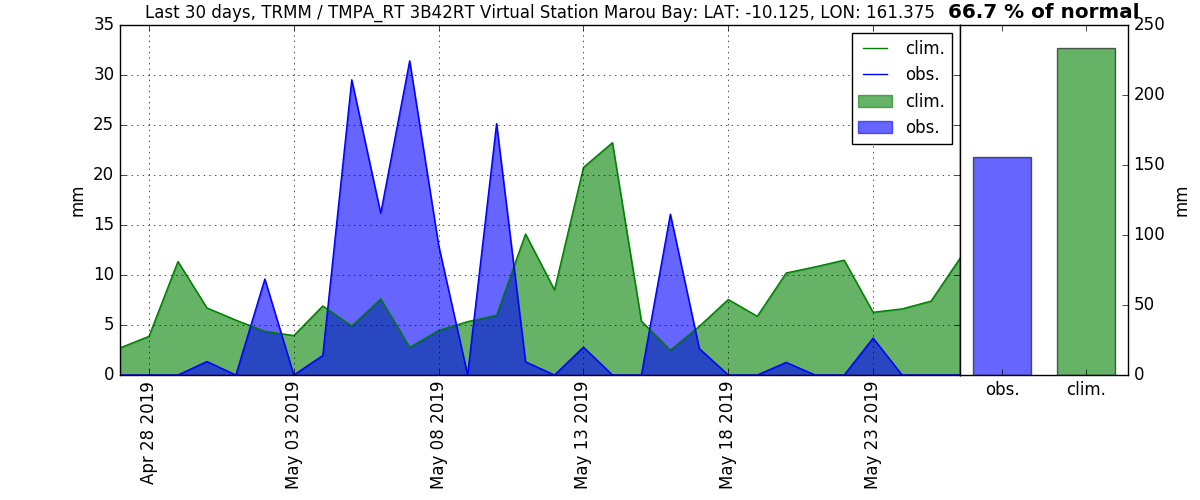 Last 30 days, TRMM / TMPA_RT 3B42RT Virtual Station Marou Bay: LAT: -10.125, LON: 161.375
66.7 % of normal
35
30
25
20
15
10
5
0
mm
clim.
obs.
clim.
obs.
Apr 28 2019
May 03 2019
May 08 2019
May 13 2019
May 18 2019
May 23 2019
250
200
150
100
50
0
mm
obs.
clim.